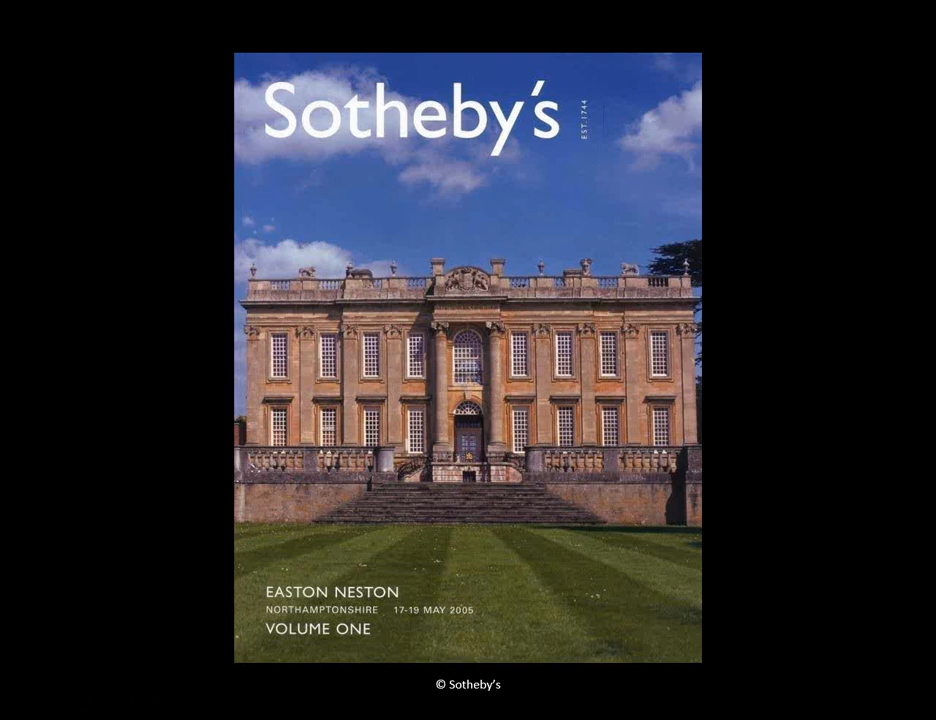 Sotheby's
EST. 1744
EASTON NESTON
NORTHAMPTONSHIRE 17-19 MAY 2005
VOLUME ONE
© Sotheby’s